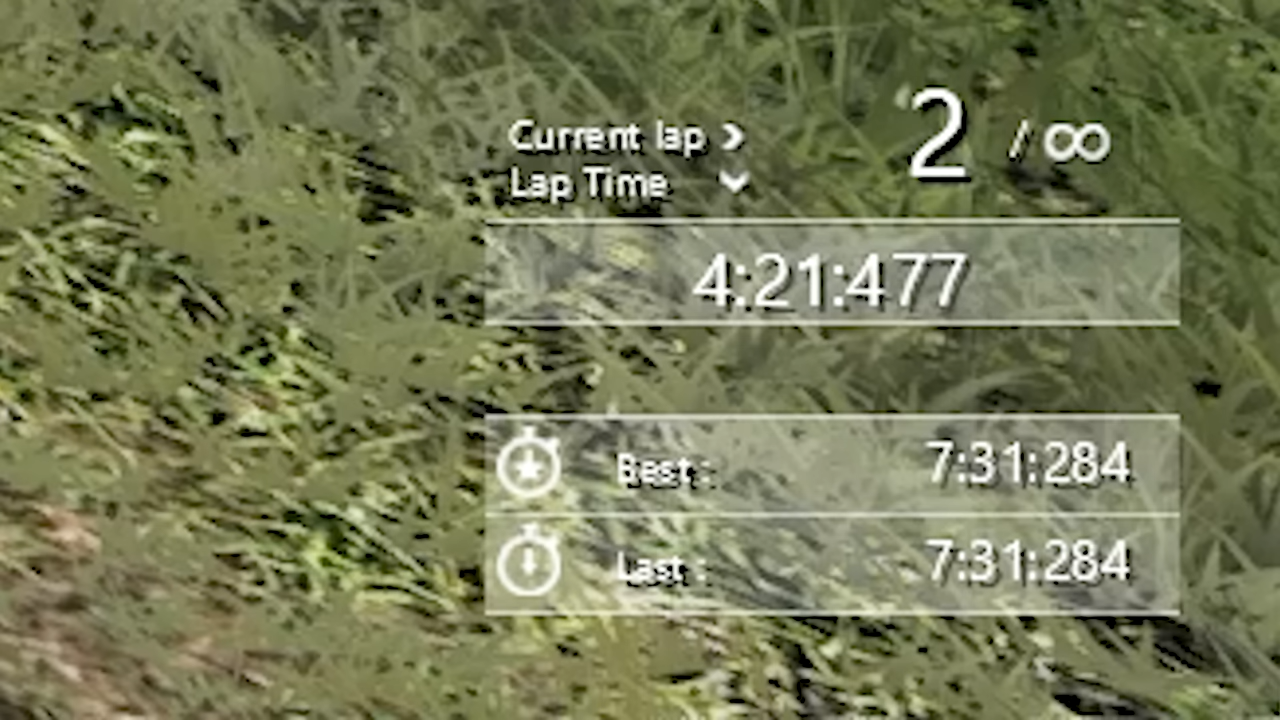 Current lap 2 / ∞
Lap Time
4:21:477
Best : 7:31:284
Last : 7:31:284